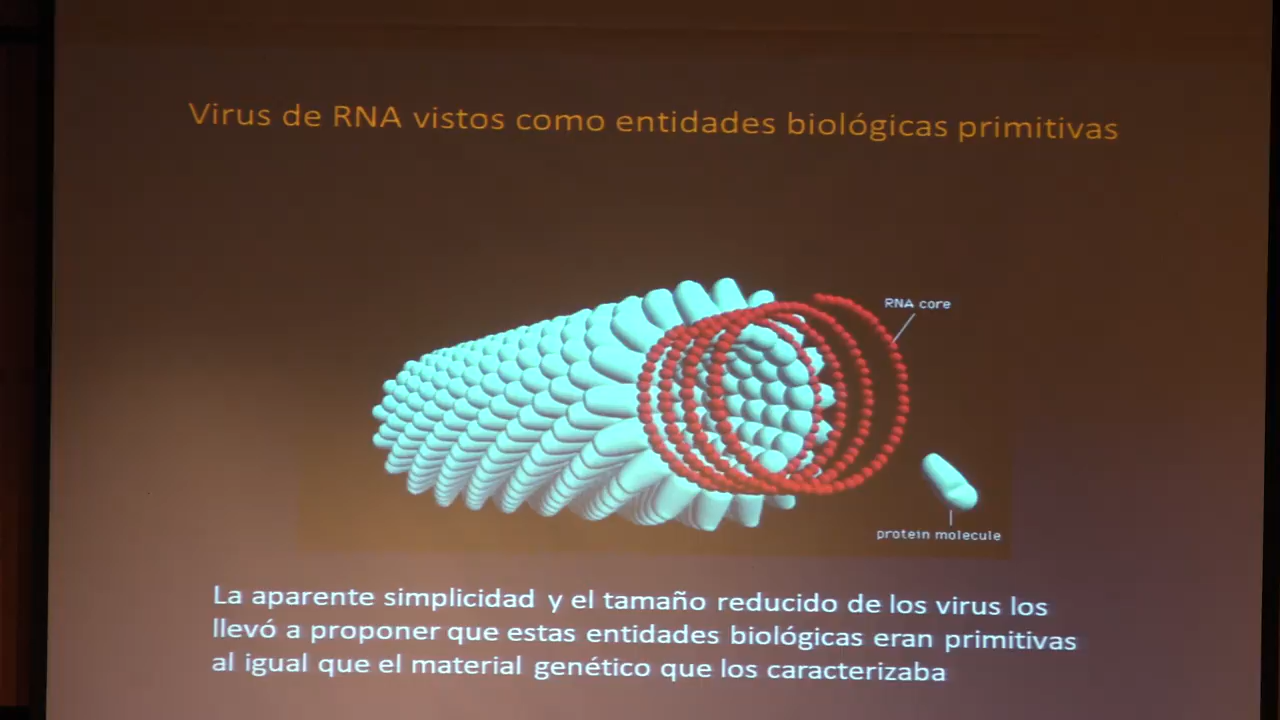 Virus de RNA vistos como entidades biológicas primitivas
RNA core
protein molecule
La aparente simplicidad y el tamaño reducido de los virus los
llevó a proponer que estas entidades biológicas eran primitivas
al igual que el material genético que los caracterizaba